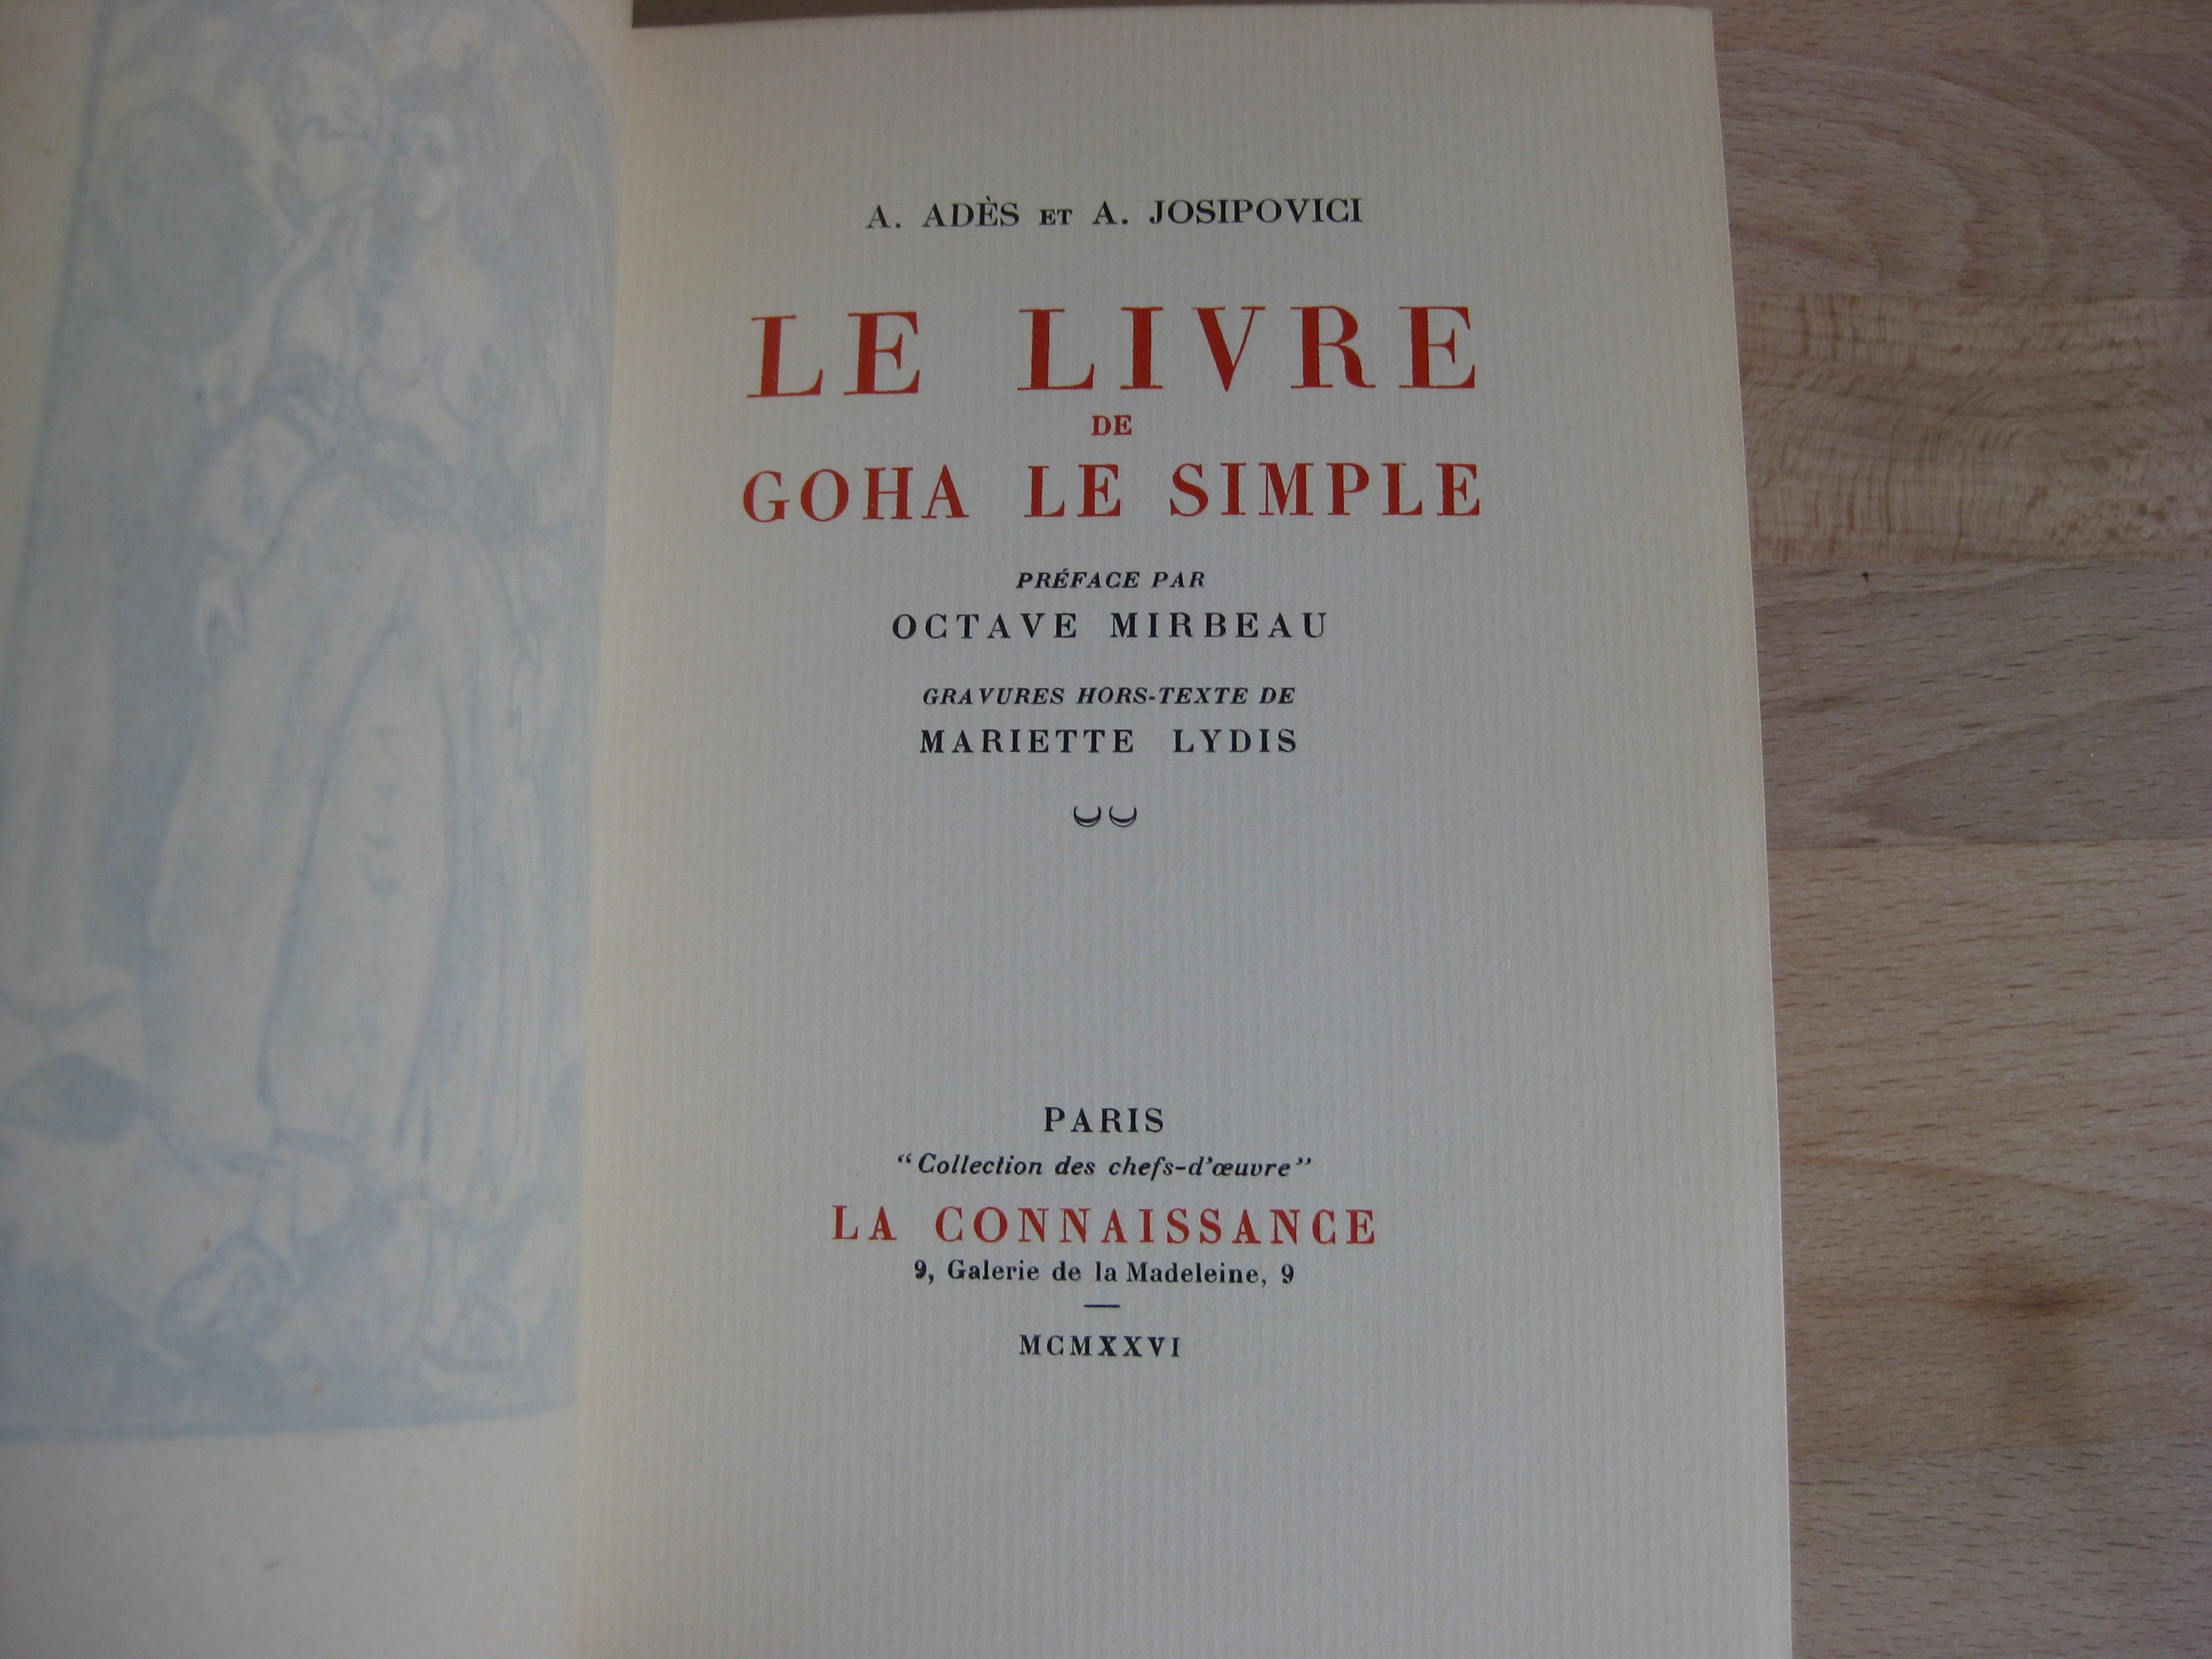 A. ADÈS ET A. JOSIPOVICI
LE LIVRE
DE
GOHA LE SIMPLE
PRÉFACE PAR
OCTAVE MIRBEAU
GRAVURES HORS-TEXTE DE
MARIETTE LYDIS
PARIS
“Collection des chefs-d’œuvre”
LA CONNAISSANCE
9, Galerie de la Madeleine, 9
MCMXXVI